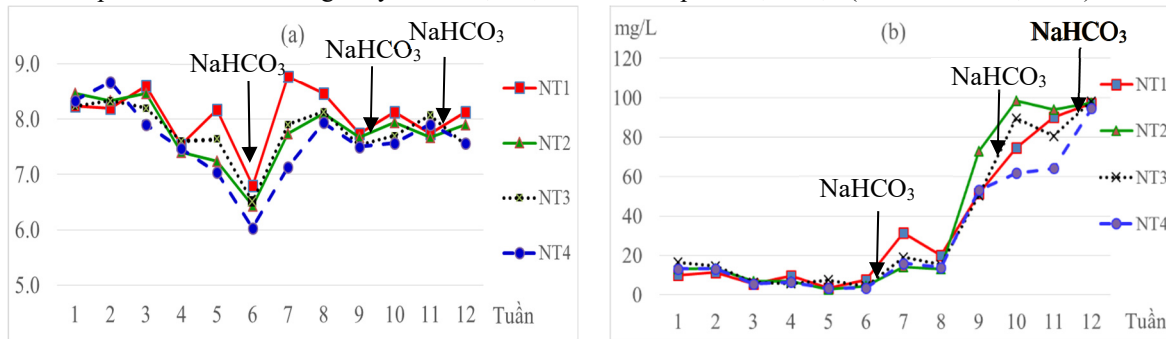 (a)
NaHCO₃
NaHCO₃
NaHCO₃
9.0
8.0
7.0
6.0
5.0
1 2 3 4 5 6 7 8 9 10 11 12 Tuần
NT1
NT2
NT3
NT4
mg/L
(b)
NaHCO₃
NaHCO₃
NaHCO₃
120
100
80
60
40
20
0
1 2 3 4 5 6 7 8 9 10 11 12 Tuần
NT1
NT2
NT3
NT4